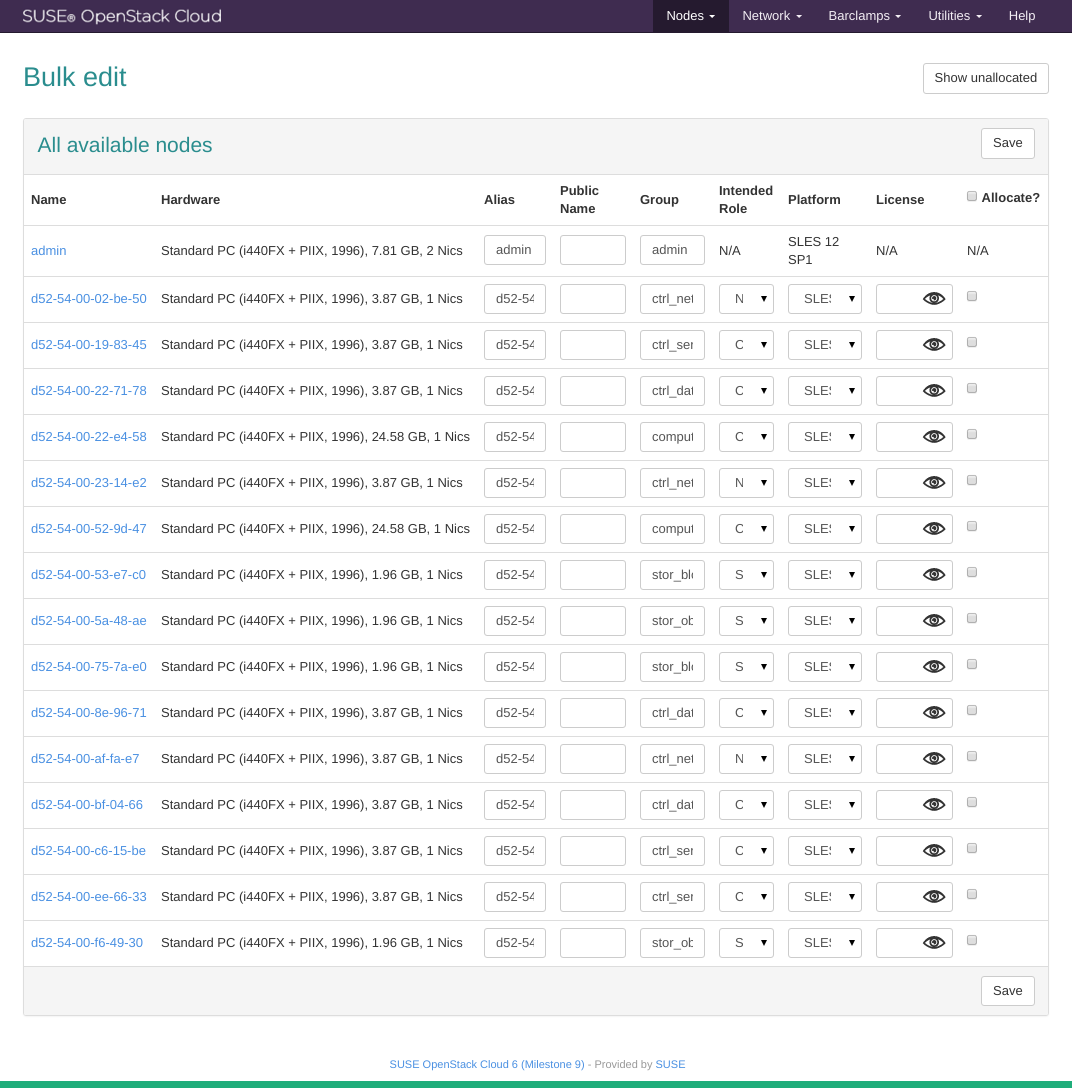 SUSE® OpenStack Cloud Nodes Network Barclamps Utilities Help
Bulk edit Show unallocated
All available nodes Save
Name Hardware Alias Public Name Group Intended Role Platform License Allocate?
admin Standard PC (i440FX + PIIX, 1996), 7.81 GB, 2 Nics admin admin N/A SLES 12 SP1 N/A N/A
d52-54-00-02-be-50 Standard PC (i440FX + PIIX, 1996), 3.87 GB, 1 Nics d52-54 ctrl_net N SLES
d52-54-00-19-83-45 Standard PC (i440FX + PIIX, 1996), 3.87 GB, 1 Nics d52-54 ctrl_ser C SLES
d52-54-00-22-71-78 Standard PC (i440FX + PIIX, 1996), 3.87 GB, 1 Nics d52-54 ctrl_dat C SLES
d52-54-00-22-e4-58 Standard PC (i440FX + PIIX, 1996), 24.58 GB, 1 Nics d52-54 comput C SLES
d52-54-00-23-14-e2 Standard PC (i440FX + PIIX, 1996), 3.87 GB, 1 Nics d52-54 ctrl_net N SLES
d52-54-00-52-9d-47 Standard PC (i440FX + PIIX, 1996), 24.58 GB, 1 Nics d52-54 comput C SLES
d52-54-00-53-e7-c0 Standard PC (i440FX + PIIX, 1996), 1.96 GB, 1 Nics d52-54 stor_blo S SLES
d52-54-00-5a-48-ae Standard PC (i440FX + PIIX, 1996), 1.96 GB, 1 Nics d52-54 stor_ob S SLES
d52-54-00-75-7a-e0 Standard PC (i440FX + PIIX, 1996), 1.96 GB, 1 Nics d52-54 stor_blo S SLES
d52-54-00-8e-96-71 Standard PC (i440FX + PIIX, 1996), 3.87 GB, 1 Nics d52-54 ctrl_dat C SLES
d52-54-00-af-fa-e7 Standard PC (i440FX + PIIX, 1996), 3.87 GB, 1 Nics d52-54 ctrl_net N SLES
d52-54-00-bf-04-66 Standard PC (i440FX + PIIX, 1996), 3.87 GB, 1 Nics d52-54 ctrl_dat C SLES
d52-54-00-c6-15-be Standard PC (i440FX + PIIX, 1996), 3.87 GB, 1 Nics d52-54 ctrl_ser C SLES
d52-54-00-ee-66-33 Standard PC (i440FX + PIIX, 1996), 3.87 GB, 1 Nics d52-54 ctrl_ser C SLES
d52-54-00-f6-49-30 Standard PC (i440FX + PIIX, 1996), 1.96 GB, 1 Nics d52-54 stor_ob S SLES
Save
SUSE OpenStack Cloud 6 (Milestone 9) - Provided by SUSE